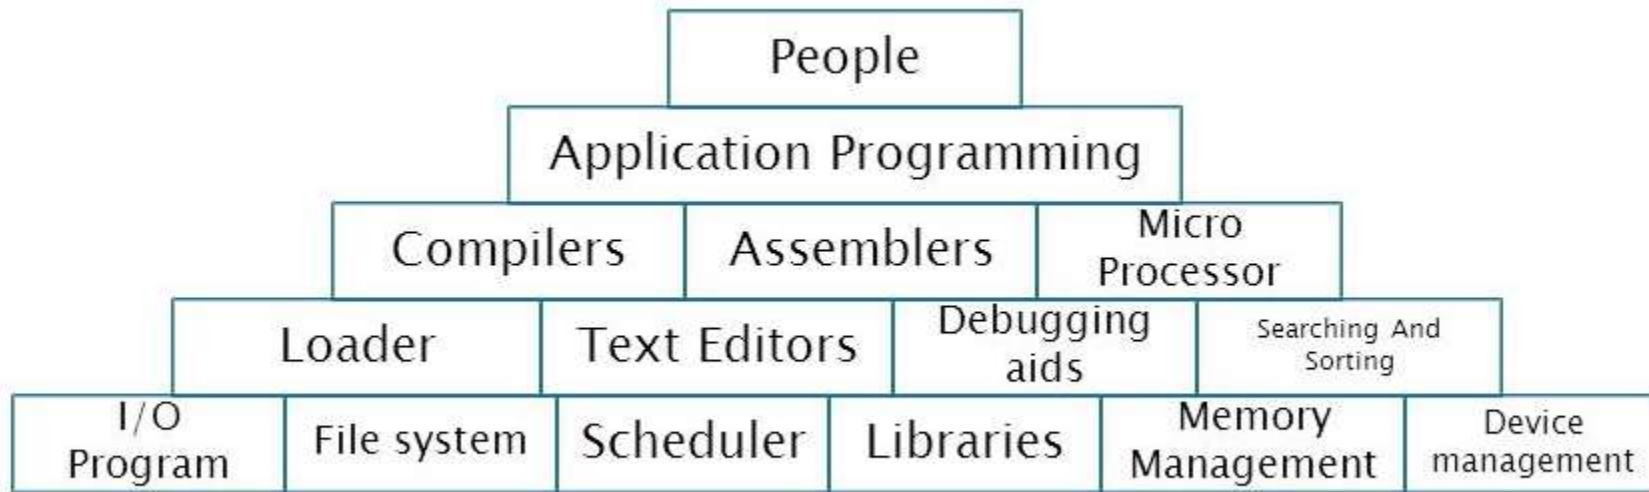 People
Application Programming
Compilers
Assemblers
Micro
Processor
Loader
Text Editors
Debugging
aids
Searching And
Sorting
I/O
Program
File system
Scheduler
Libraries
Memory
Management
Device
management